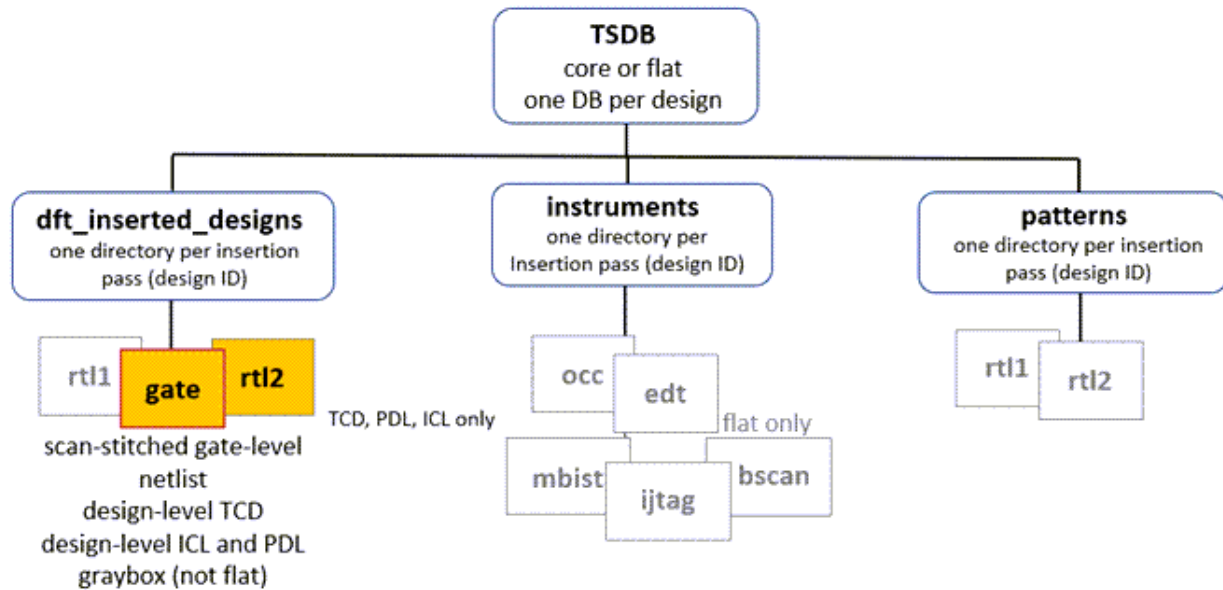 TSDB
core or flat
one DB per design
dft_inserted_designs
one directory per insertion
pass (design ID)
instruments
one directory per
Insertion pass (design ID)
patterns
one directory per insertion
pass (design ID)
rtl1
gate
rtl2
TCD, PDL, ICL only
scan-stitched gate-level
netlist
design-level TCD
design-level ICL and PDL
graybox (not flat)
occ
edt
flat only
mbist
ijtag
bscan
rtl1
rtl2